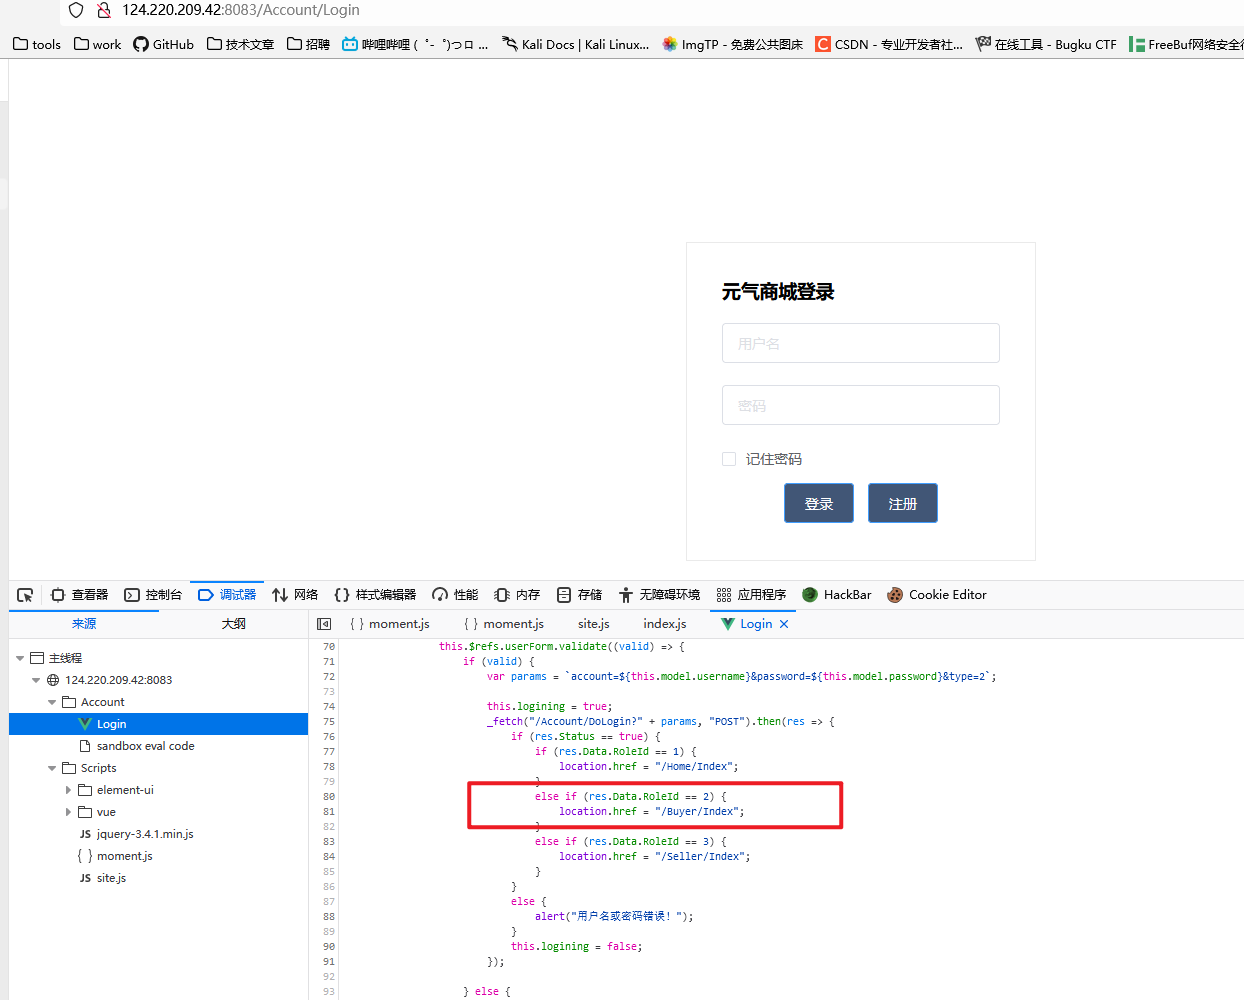 124.220.209.42:8083/Account/Login
tools work GitHub 技术文章 招聘 哔哩哔哩 ( ゜- ゜)つロ ... Kali Docs | Kali Linux... ImgTP - 免费公共图床 CSDN - 专业开发者社... 在线工具 - Bugku CTF FreeBuf网络安全行
元气商城登录
用户名
密码
记住密码
登录 注册
查看器 控制台 调试器 网络 样式编辑器 性能 内存 存储 无障碍环境 应用程序 HackBar Cookie Editor
来源 大纲 { } moment.js { } moment.js site.js index.js Login ×
主线程
124.220.209.42:8083
Account
Login
sandbox eval code
Scripts
element-ui
vue
JS jquery-3.4.1.min.js
{ } moment.js
JS site.js
70 this.$refs.userForm.validate((valid) => {
71 if (valid) {
72 var params = `account=${this.model.username}&password=${this.model.password}&type=2`;
73
74 this.logining = true;
75 _fetch("/Account/DoLogin?" + params, "POST").then(res => {
76 if (res.Status == true) {
77 if (res.Data.RoleId == 1) {
78 location.href = "/Home/Index";
79 }
80 else if (res.Data.RoleId == 2) {
81 location.href = "/Buyer/Index";
82 }
83 else if (res.Data.RoleId == 3) {
84 location.href = "/Seller/Index";
85 }
86 }
87 else {
88 alert("用户名或密码错误！");
89 }
90 this.logining = false;
91 });
92
93 } else {